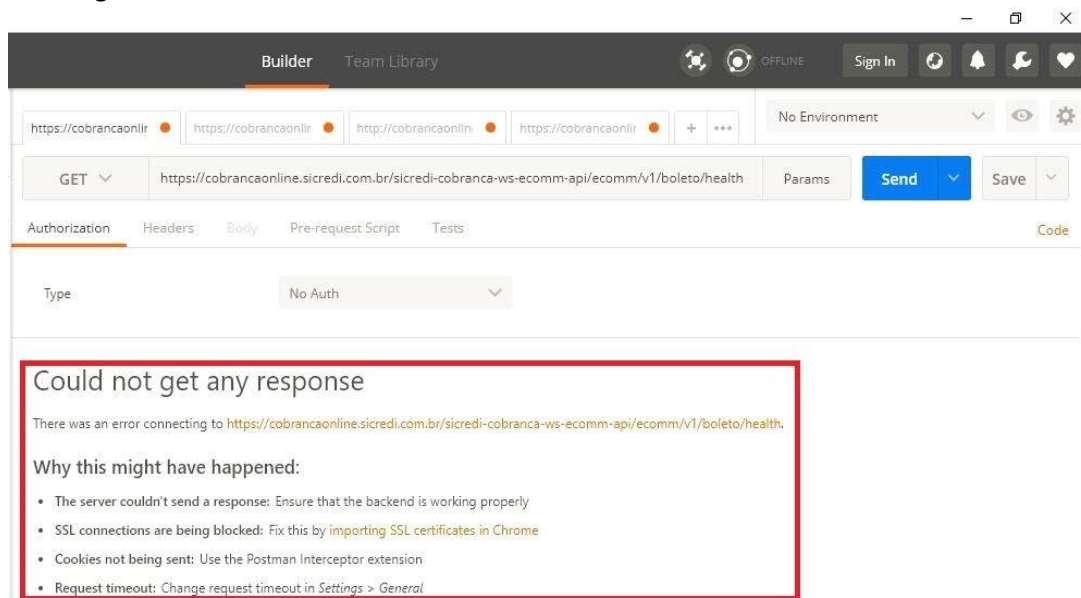 Builder Team Library OFFLINE Sign In
https://cobrancaonlir https://cobrancaonlir http://cobrancaonlin https://cobrancaonlir + ••• No Environment
GET https://cobrancaonline.sicredi.com.br/sicredi-cobranca-ws-ecomm-api/ecomm/v1/boleto/health Params Send Save
Authorization Headers Body Pre-request Script Tests Code
Type No Auth
Could not get any response
There was an error connecting to https://cobrancaonline.sicredi.com.br/sicredi-cobranca-ws-ecomm-api/ecomm/v1/boleto/health.
Why this might have happened:
• The server couldn't send a response: Ensure that the backend is working properly
• SSL connections are being blocked: Fix this by importing SSL certificates in Chrome
• Cookies not being sent: Use the Postman Interceptor extension
• Request timeout: Change request timeout in Settings > General